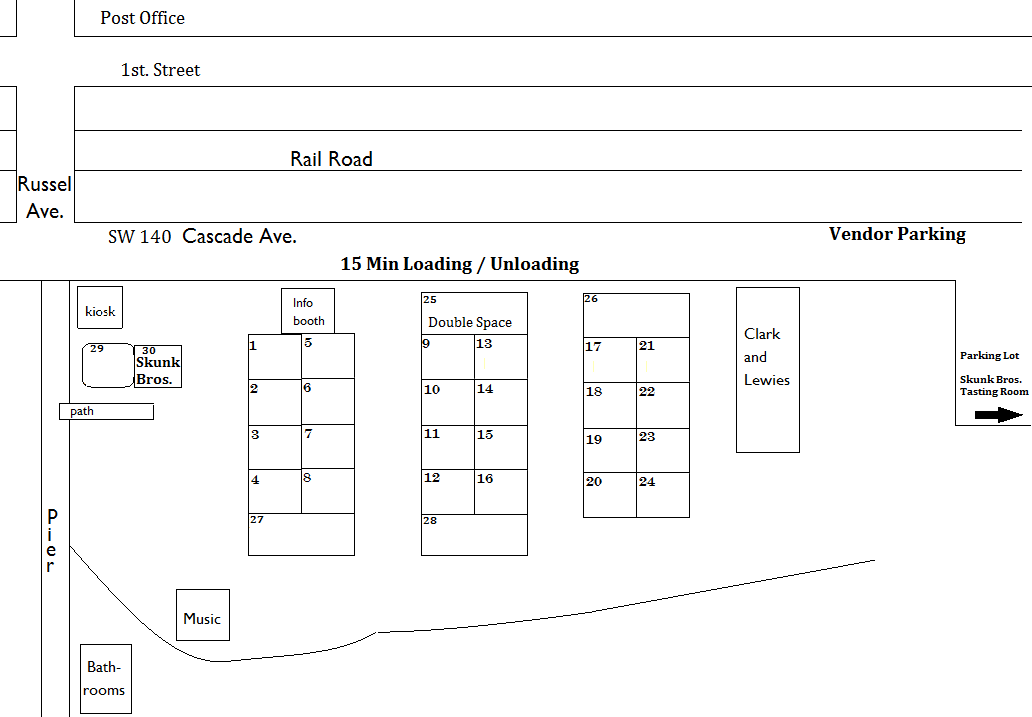 Post Office
1st. Street
Rail Road
Russel
Ave.
SW 140 Cascade Ave.
Vendor Parking
15 Min Loading / Unloading
kiosk
Info
booth
25
Double Space
26
Clark
and
Lewies
29
30
Skunk
Bros.
path
1
5
2
6
3
7
4
8
27
9
13
10
14
11
15
12
16
28
17
21
18
22
19
23
20
24
Parking Lot
Skunk Bros.
Tasting Room
Pier
Music
Bath-
rooms